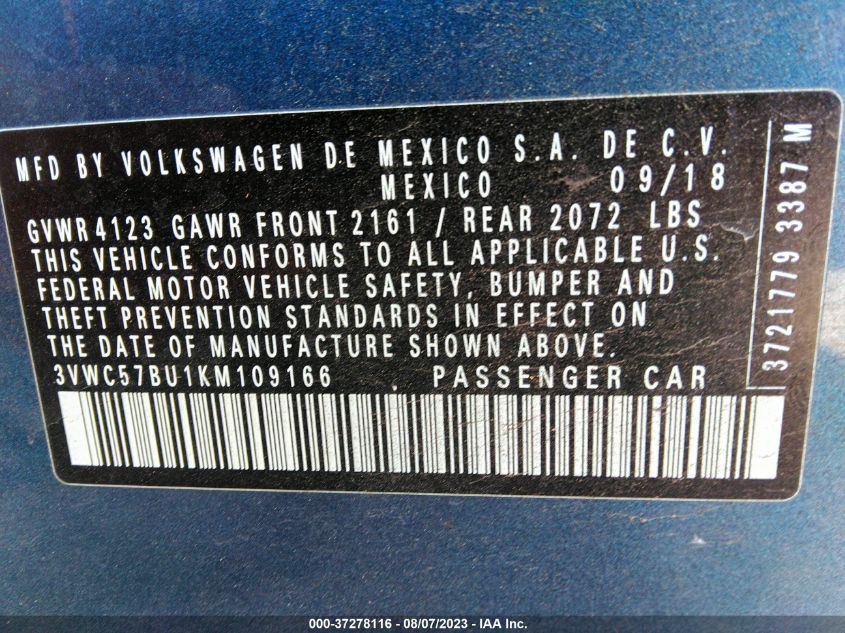 MFD BY VOLKSWAGEN DE MEXICO S.A. DE C.V.
MEXICO 09/18
GVWR 4123 GAWR FRONT 2161 / REAR 2072 LBS
THIS VEHICLE CONFORMS TO ALL APPLICABLE U.S.
FEDERAL MOTOR VEHICLE SAFETY, BUMPER AND
THEFT PREVENTION STANDARDS IN EFFECT ON
THE DATE OF MANUFACTURE SHOWN ABOVE.
3VWC57BU1KM109166 PASSENGER CAR
3721779 3387 M
000-37278116 - 08/07/2023 - IAA Inc.